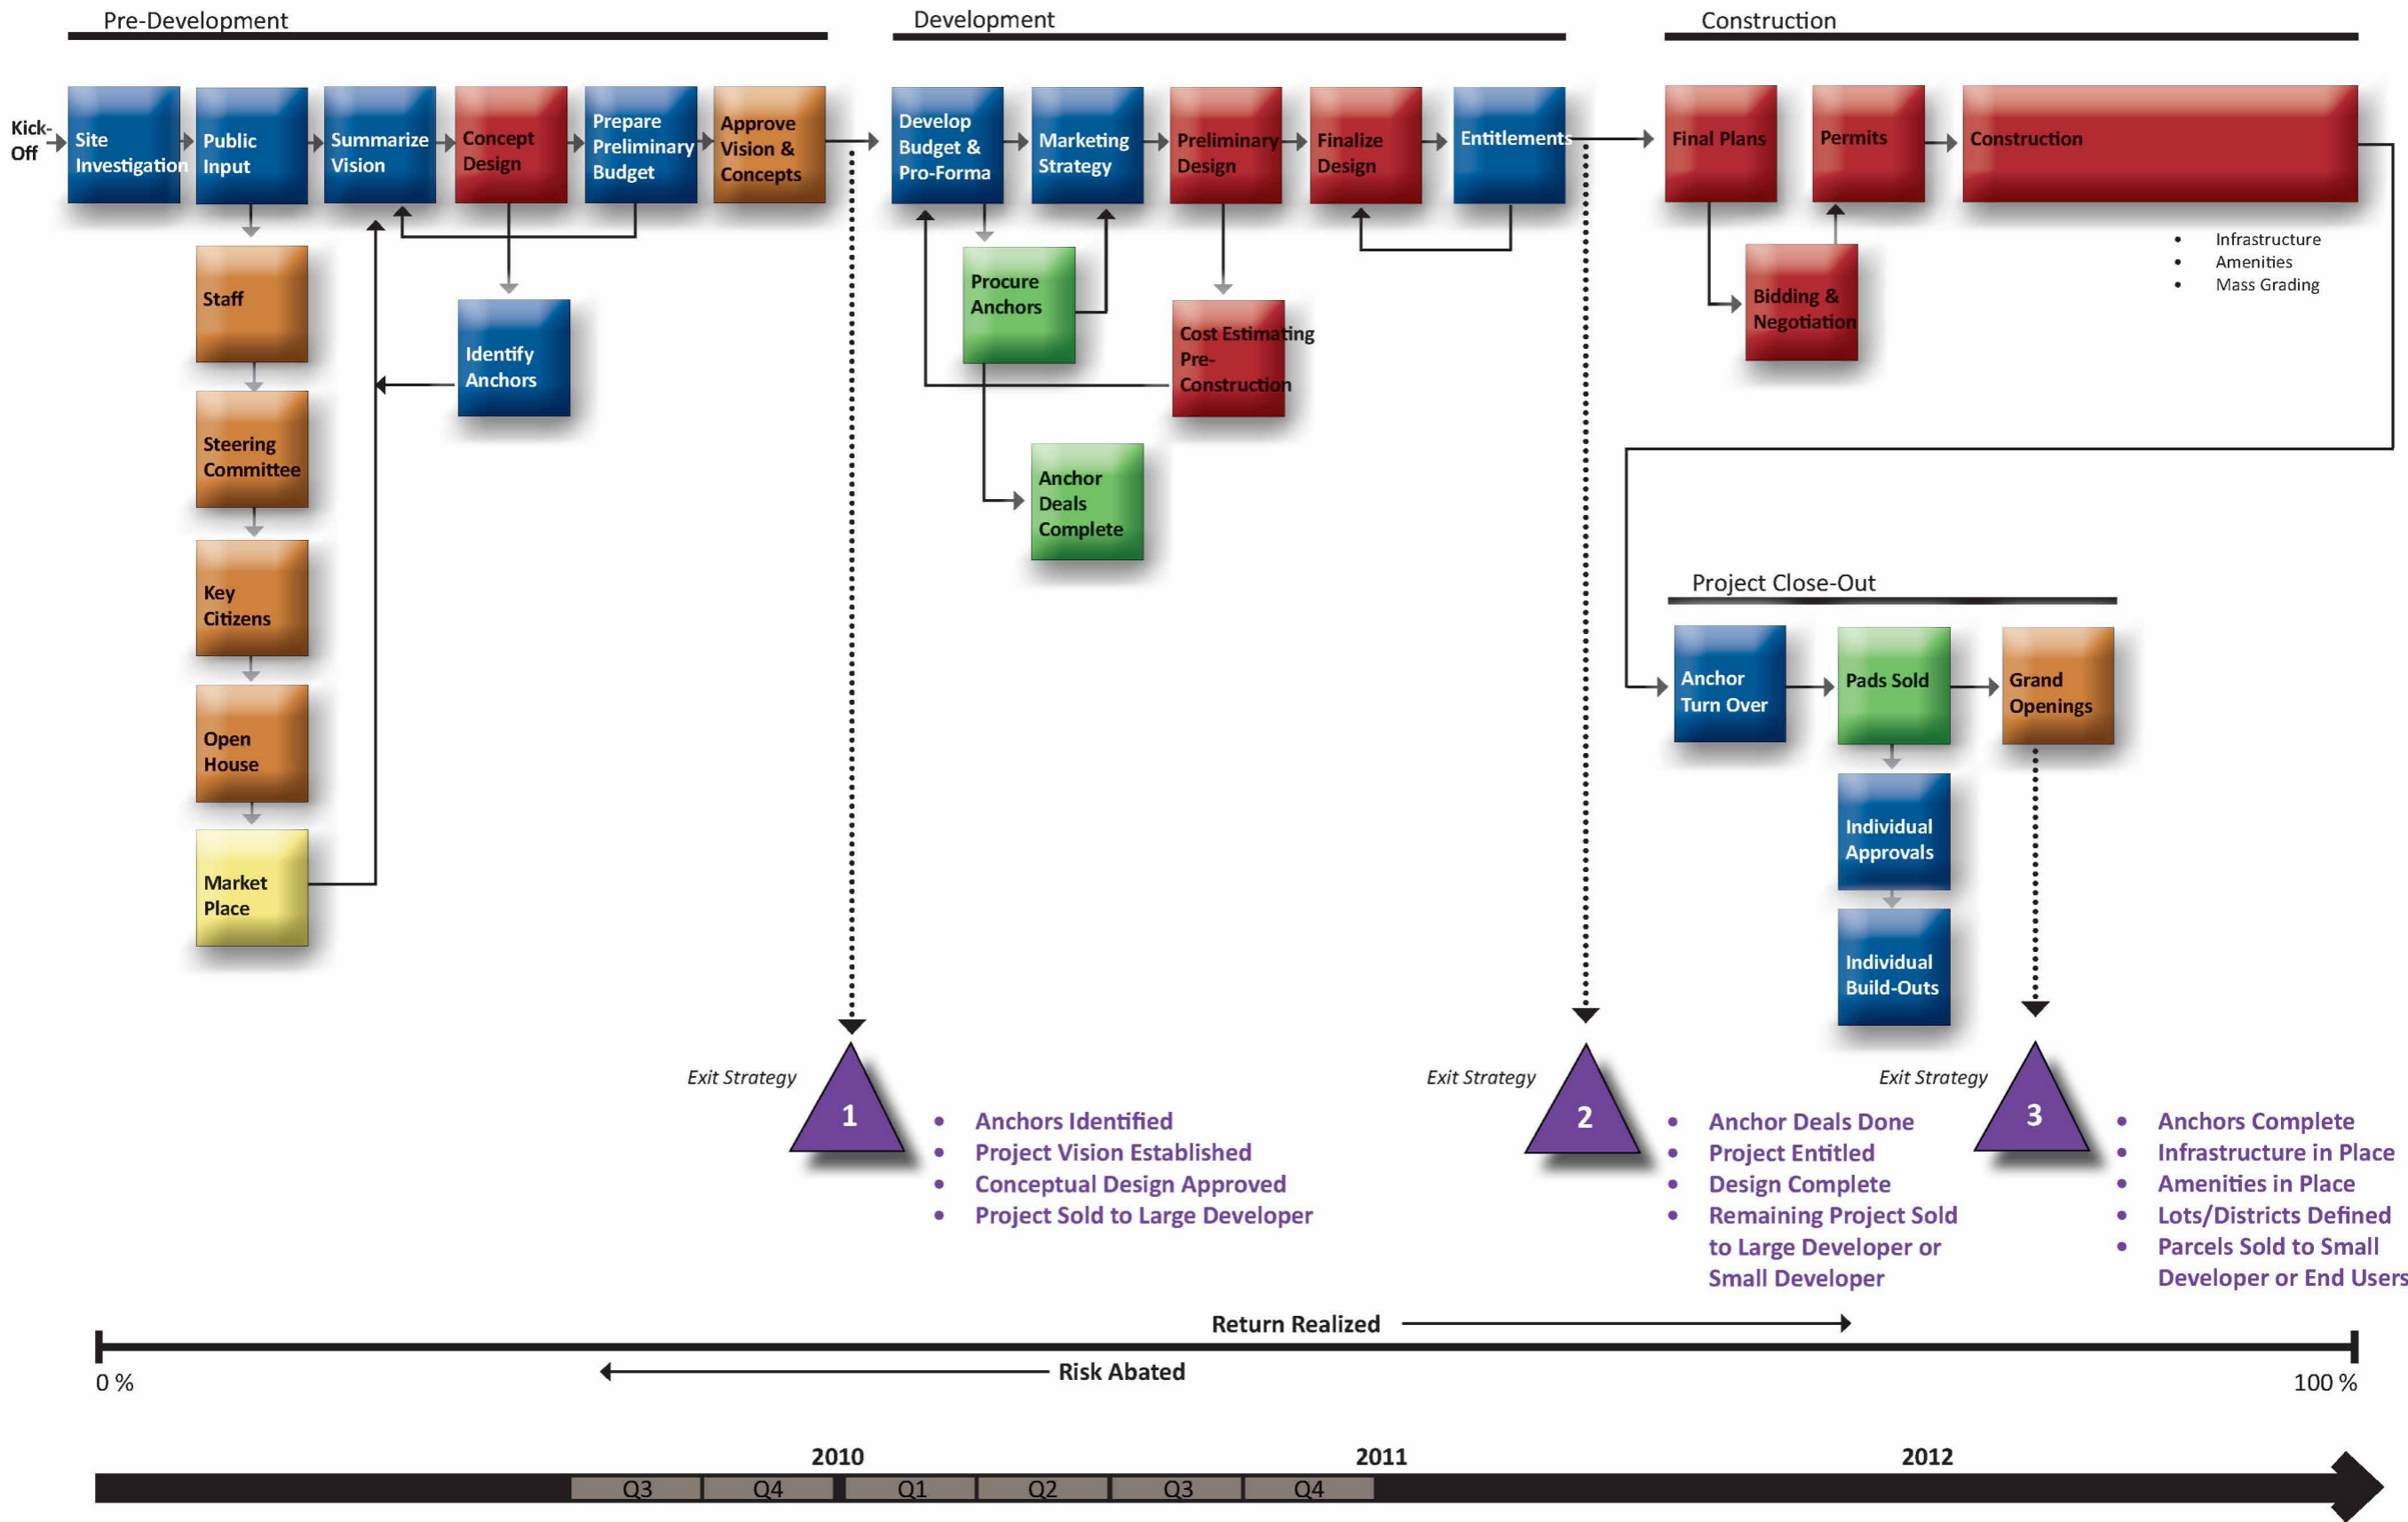 Pre-Development
Development
Construction
Kick-
Off
Site
Investigation
Public
Input
Summarize
Vision
Concept
Design
Prepare
Preliminary
Budget
Approve
Vision &
Concepts
Develop
Budget &
Pro-Forma
Marketing
Strategy
Preliminary
Design
Finalize
Design
Entitlements
Final Plans
Permits
Construction
• Infrastructure
• Amenities
• Mass Grading
Staff
Steering
Committee
Key
Citizens
Open
House
Market
Place
Identify
Anchors
Procure
Anchors
Cost Estimating
Pre-
Construction
Anchor
Deals
Complete
Bidding &
Negotiation
Project Close-Out
Anchor
Turn Over
Pads Sold
Grand
Openings
Individual
Approvals
Individual
Build-Outs
Exit Strategy
1
• Anchors Identified
• Project Vision Established
• Conceptual Design Approved
• Project Sold to Large Developer
Exit Strategy
2
• Anchor Deals Done
• Project Entitled
• Design Complete
• Remaining Project Sold
to Large Developer or
Small Developer
Exit Strategy
3
• Anchors Complete
• Infrastructure in Place
• Amenities in Place
• Lots/Districts Defined
• Parcels Sold to Small
Developer or End Users
Return Realized
Risk Abated
0 %
100 %
2010
2011
2012
Q3
Q4
Q1
Q2
Q3
Q4